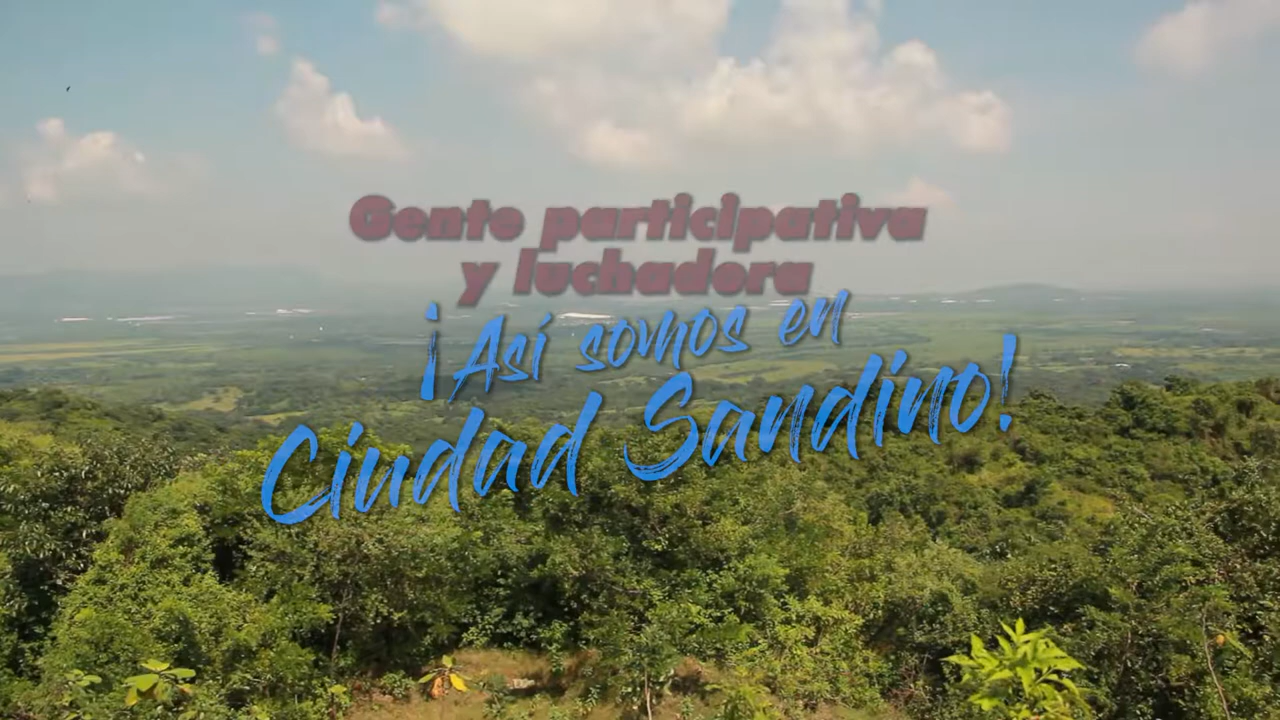 Gente participativa
y luchadora
¡Así somos en
Ciudad Sandino!